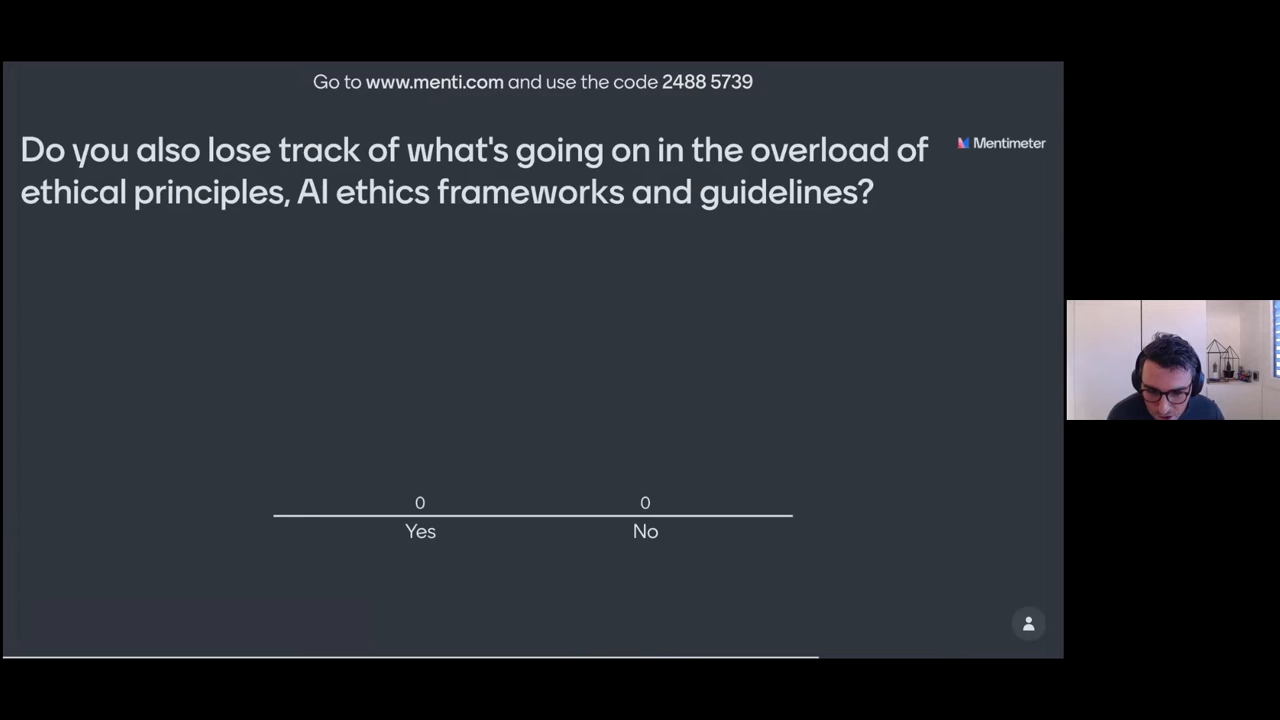 Go to www.menti.com and use the code 2488 5739
Do you also lose track of what's going on in the overload of
ethical principles, AI ethics frameworks and guidelines?
Mentimeter
0
0
Yes
No